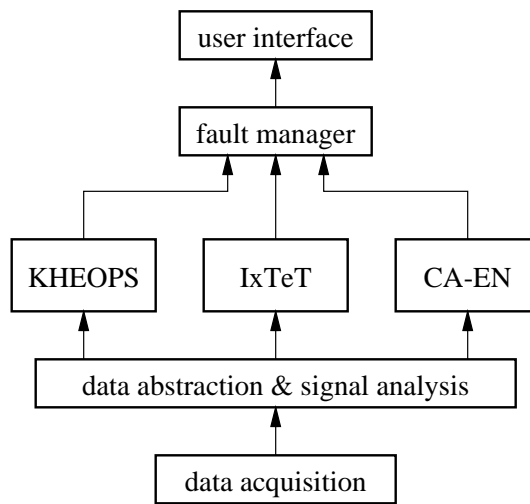 user interface
fault manager
KHEOPS
IxTeT
CA-EN
data abstraction & signal analysis
data acquisition